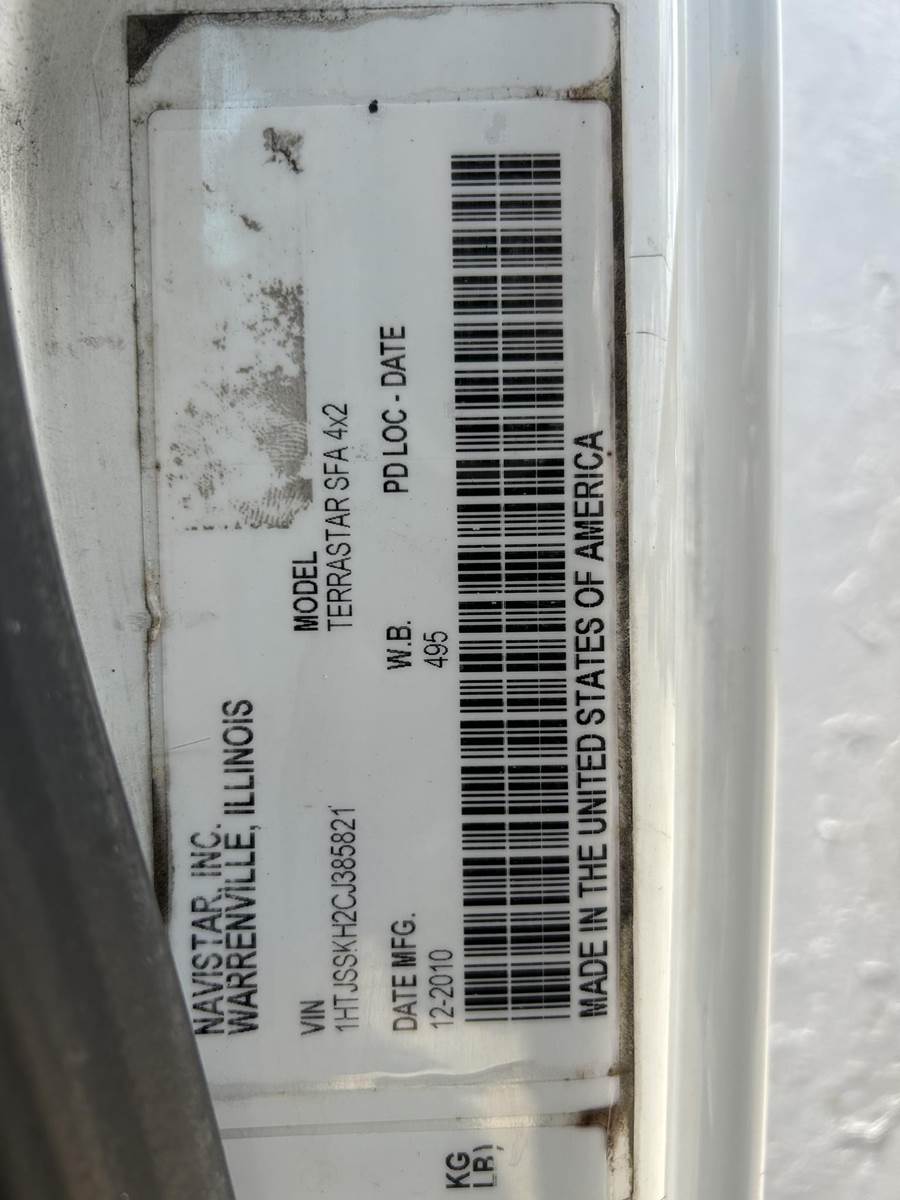 NAVISTAR, INC.
WARRENVILLE, ILLINOIS
VIN
1HTJSSKH2CJ385821
MODEL
TERRASTAR SFA 4x2
DATE MFG.
12-2010
W.B.
495
PD LOC - DATE
MADE IN THE UNITED STATES OF AMERICA
KG
LB)